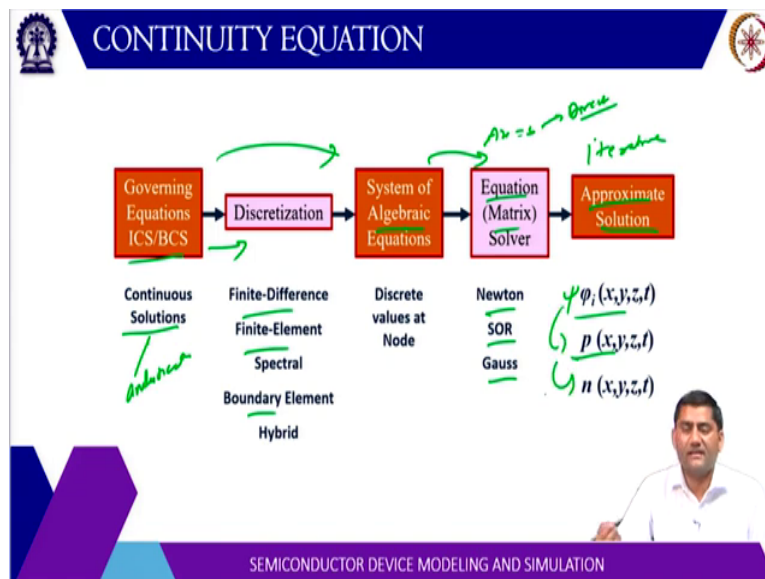 CONTINUITY EQUATION
Ax = b → Direct
Iterative
Governing
Equations
ICS/BCS
Discretization
System of
Algebraic
Equations
Equation
(Matrix)
Solver
Approximate
Solution
Continuous
Solutions
Finite-Difference
Finite-Element
Spectral
Boundary Element
Hybrid
Discrete
values at
Node
Newton
SOR
Gauss
ψ φᵢ (x,y,z,t)
p (x,y,z,t)
n (x,y,z,t)
SEMICONDUCTOR DEVICE MODELING AND SIMULATION